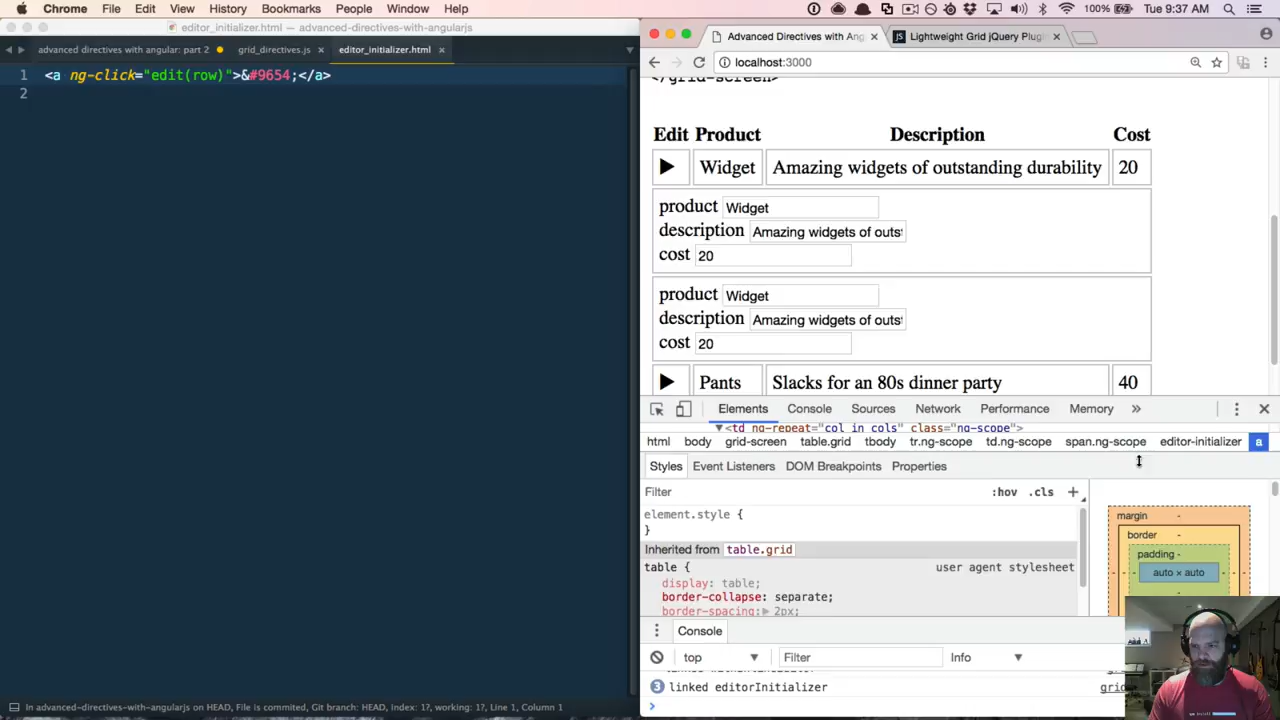 Chrome File Edit View History Bookmarks People Window Help 100% Tue 9:37 AM
editor_initializer.html — advanced-directives-with-angularjs
advanced directives with angular: part 2 grid_directives.js × editor_initializer.html ×
1 <a ng-click="edit(row)">&#9654;</a>
2
In advanced-directives-with-angularjs on HEAD, File is commited, Git branch: HEAD, Index: 1?, working: 1?, Line 1, Column 1
Advanced Directives with Ang × Lightweight Grid jQuery Plugi ×
localhost:3000
</grid-screen>
Edit Product Description Cost
▶ Widget Amazing widgets of outstanding durability 20
product Widget
description Amazing widgets of outs
cost 20
product Widget
description Amazing widgets of outs
cost 20
▶ Pants Slacks for an 80s dinner party 40
Elements Console Sources Network Performance Memory »
▼<td ng-repeat="col in cols" class="ng-scope">
html body grid-screen table.grid tbody tr.ng-scope td.ng-scope span.ng-scope editor-initializer a
Styles Event Listeners DOM Breakpoints Properties
Filter :hov .cls +
element.style {
}
Inherited from table.grid
table { user agent stylesheet
display: table;
border-collapse: separate;
border-spacing:▶ 2px;
margin -
border -
padding -
auto × auto
Console
top ▼ Filter Info ▼
3 linked editorInitializer grid